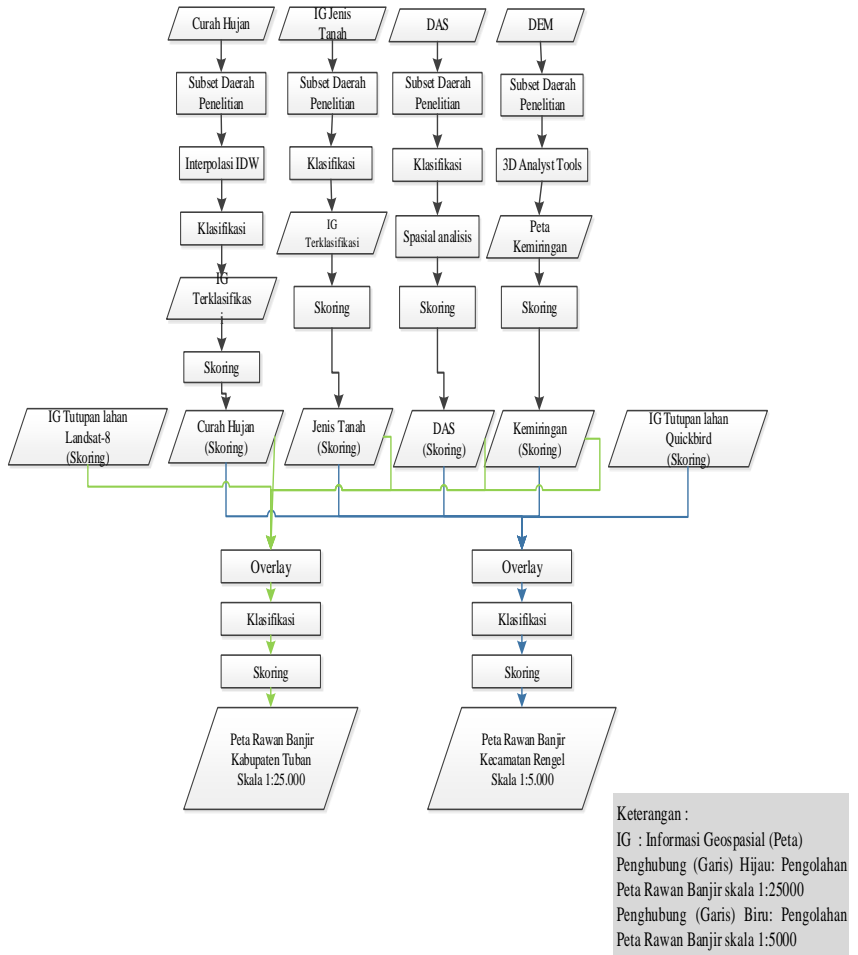 Curah Hujan
IG Jenis
Tanah
DAS
DEM
Subset Daerah
Penelitian
Subset Daerah
Penelitian
Subset Daerah
Penelitian
Subset Daerah
Penelitian
Interpolasi IDW
Klasifikasi
Klasifikasi
3D Analyst Tools
Klasifikasi
IG
Terklasifikasi
Spasial analisis
Peta
Kemiringan
IG
Terklasifikas
i
Skoring
Skoring
Skoring
Skoring
IG Tutupan lahan
Landsat-8
(Skoring)
Curah Hujan
(Skoring)
Jenis Tanah
(Skoring)
DAS
(Skoring)
Kemiringan
(Skoring)
IG Tutupan lahan
Quickbird
(Skoring)
Overlay
Overlay
Klasifikasi
Klasifikasi
Skoring
Skoring
Peta Rawan Banjir
Kabupaten Tuban
Skala 1:25.000
Peta Rawan Banjir
Kecamatan Rengel
Skala 1:5.000
Keterangan :
IG : Informasi Geospasial (Peta)
Penghubung (Garis) Hijau: Pengolahan
Peta Rawan Banjir skala 1:25000
Penghubung (Garis) Biru: Pengolahan
Peta Rawan Banjir skala 1:5000